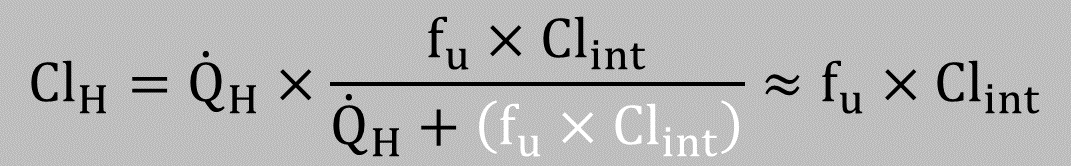 Cl_H = Q̇_H × (f_u × Cl_int) / (Q̇_H + (f_u × Cl_int)) ≈ f_u × Cl_int